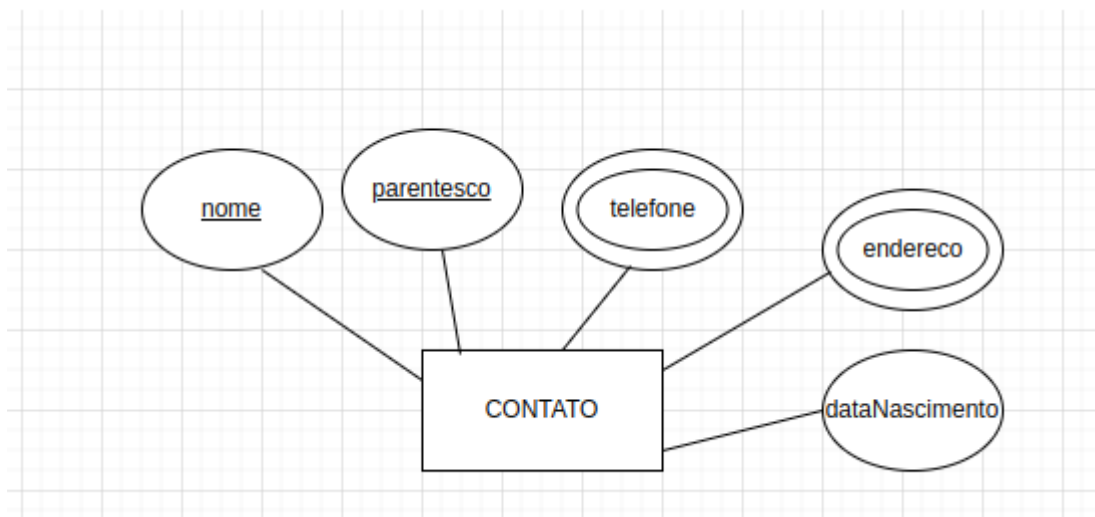 nome
parentesco
telefone
endereco
CONTATO
dataNascimento